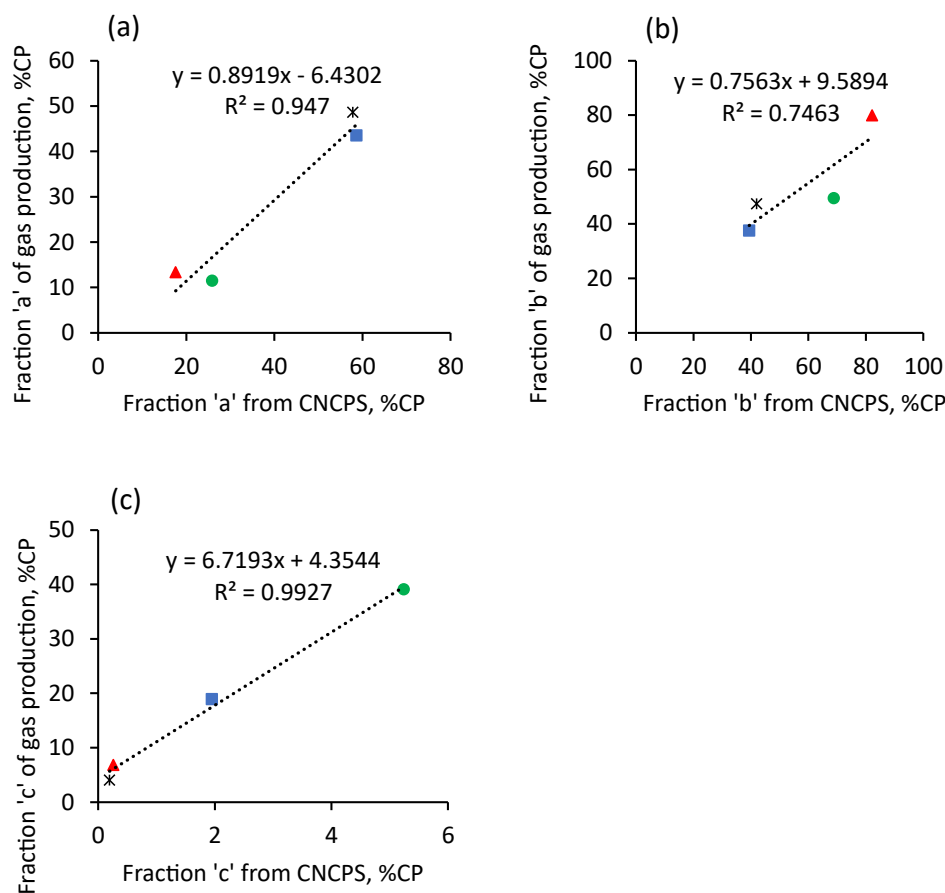 (a)
y = 0.8919x - 6.4302
R² = 0.947
Fraction 'a' of gas production, %CP
60
50
40
30
20
10
0
0 20 40 60 80
Fraction 'a' from CNCPS, %CP
(b)
y = 0.7563x + 9.5894
R² = 0.7463
Fraction 'b' of gas production, %CP
100
80
60
40
20
0
0 20 40 60 80 100
Fraction 'b' from CNCPS, %CP
(c)
y = 6.7193x + 4.3544
R² = 0.9927
Fraction 'c' of gas production, %CP
50
40
30
20
10
0
0 2 4 6
Fraction 'c' from CNCPS, %CP